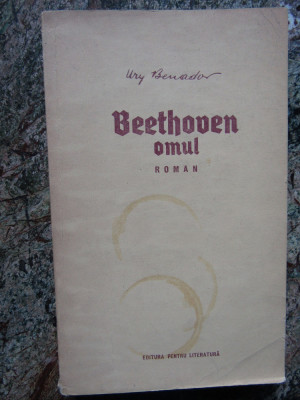 Ury Benador
Beethoven
omul
ROMAN
EDITURA PENTRU LITERATURĂ